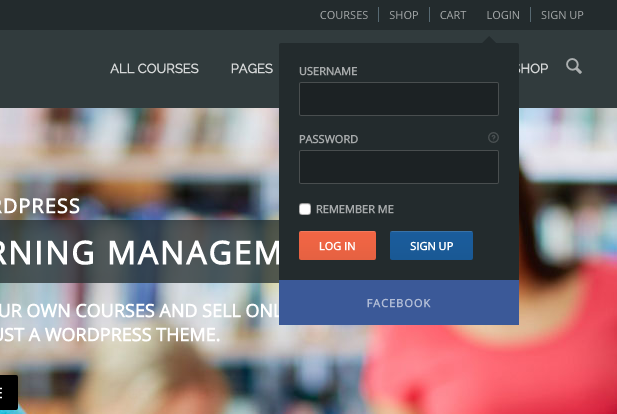 COURSES SHOP CART LOGIN SIGN UP
ALL COURSES PAGES SHOP
USERNAME
PASSWORD
?
REMEMBER ME
LOG IN SIGN UP
FACEBOOK
RDPRESS
RNING MANAGEM
UR OWN COURSES AND SELL ONL
UST A WORDPRESS THEME.
E